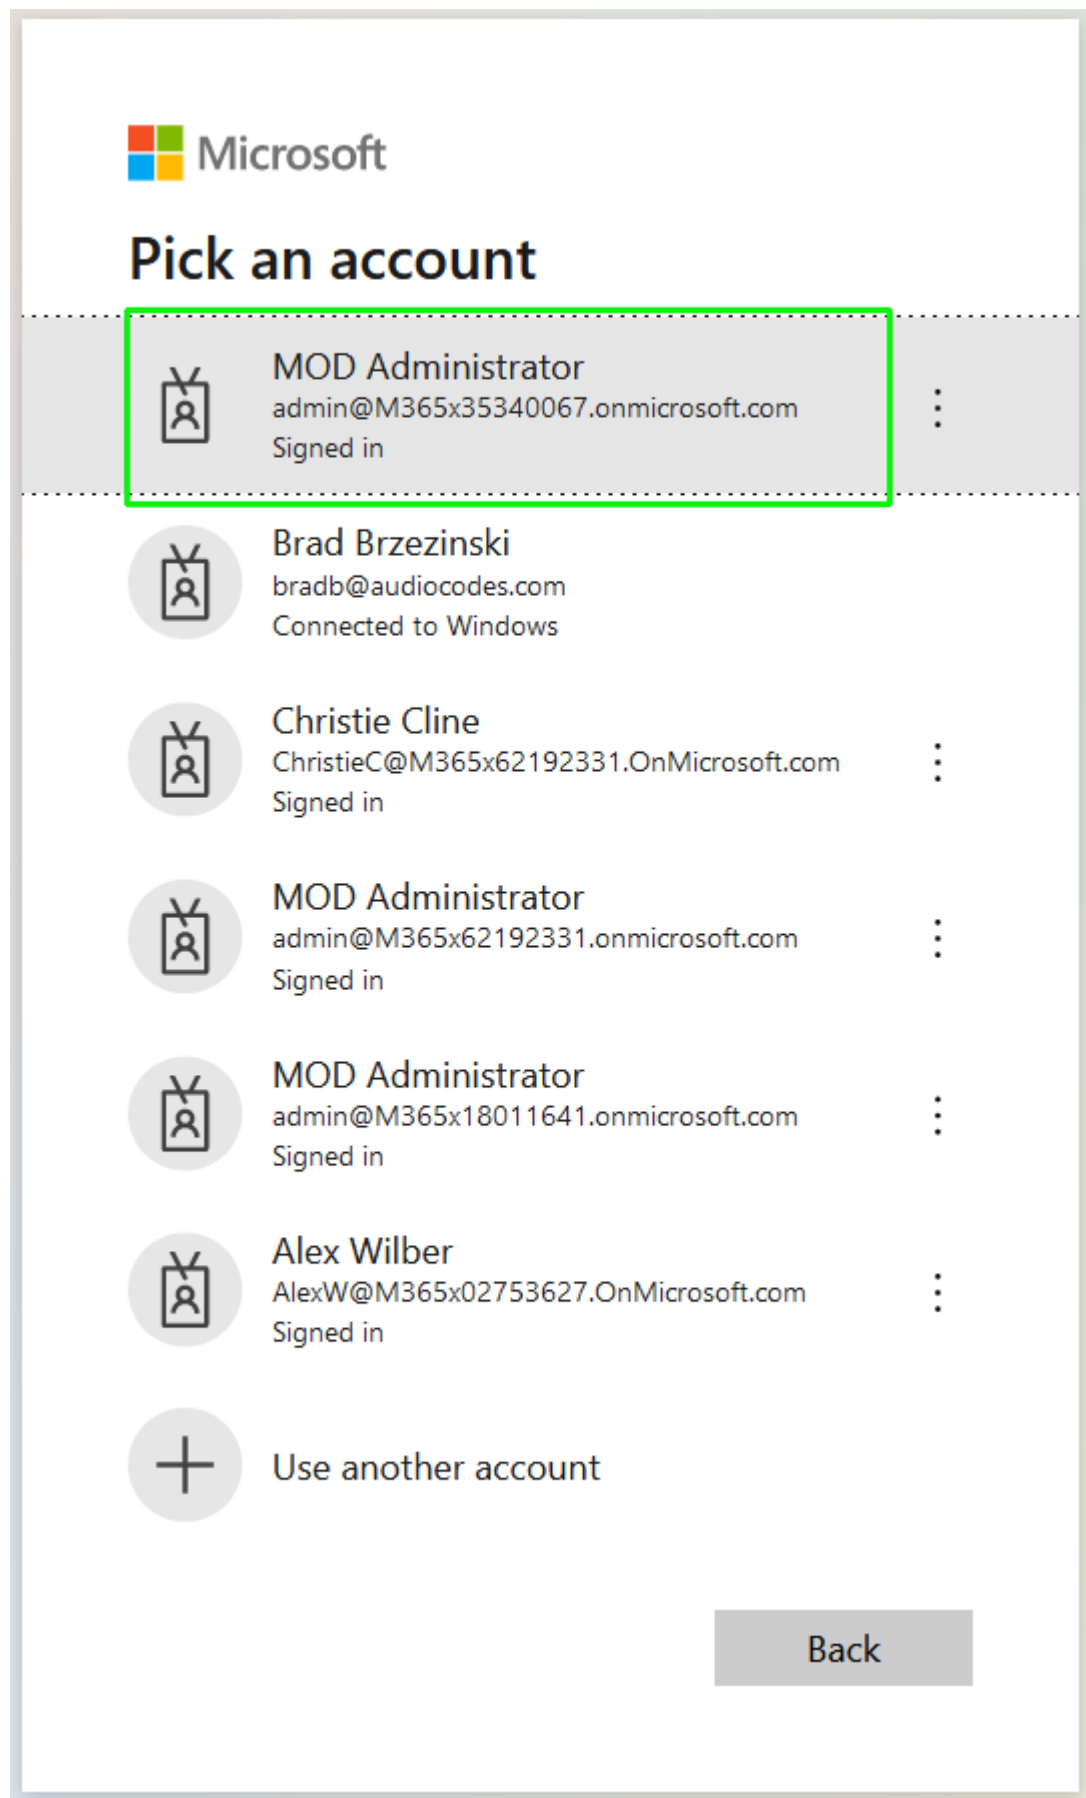 Microsoft
Pick an account
MOD Administrator
admin@M365x35340067.onmicrosoft.com
Signed in
Brad Brzezinski
bradb@audiocodes.com
Connected to Windows
Christie Cline
ChristieC@M365x62192331.OnMicrosoft.com
Signed in
MOD Administrator
admin@M365x62192331.onmicrosoft.com
Signed in
MOD Administrator
admin@M365x18011641.onmicrosoft.com
Signed in
Alex Wilber
AlexW@M365x02753627.OnMicrosoft.com
Signed in
Use another account
Back